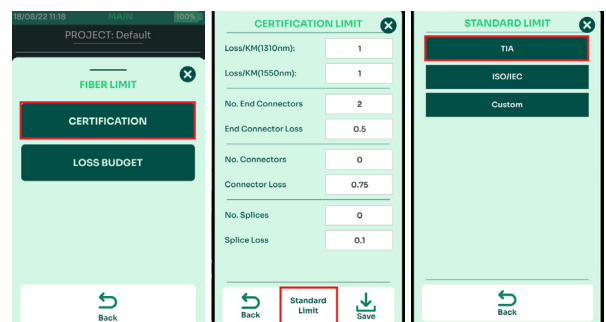 18/08/22 11:18 MAIN 100%
PROJECT: Default
FIBER LIMIT
CERTIFICATION
LOSS BUDGET
Back
CERTIFICATION LIMIT
Loss/KM(1310nm): 1
Loss/KM(1550nm): 1
No. End Connectors 2
End Connector Loss 0.5
No. Connectors 0
Connector Loss 0.75
No. Splices 0
Splice Loss 0.1
Back
Standard
Limit
Save
STANDARD LIMIT
TIA
ISO/IEC
Custom
Back